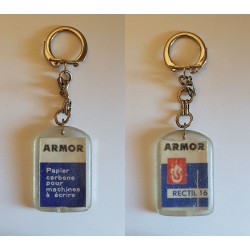 ARMOR
Papier
carbone
pour
machines
à écrire
ARMOR
RECTIL 16